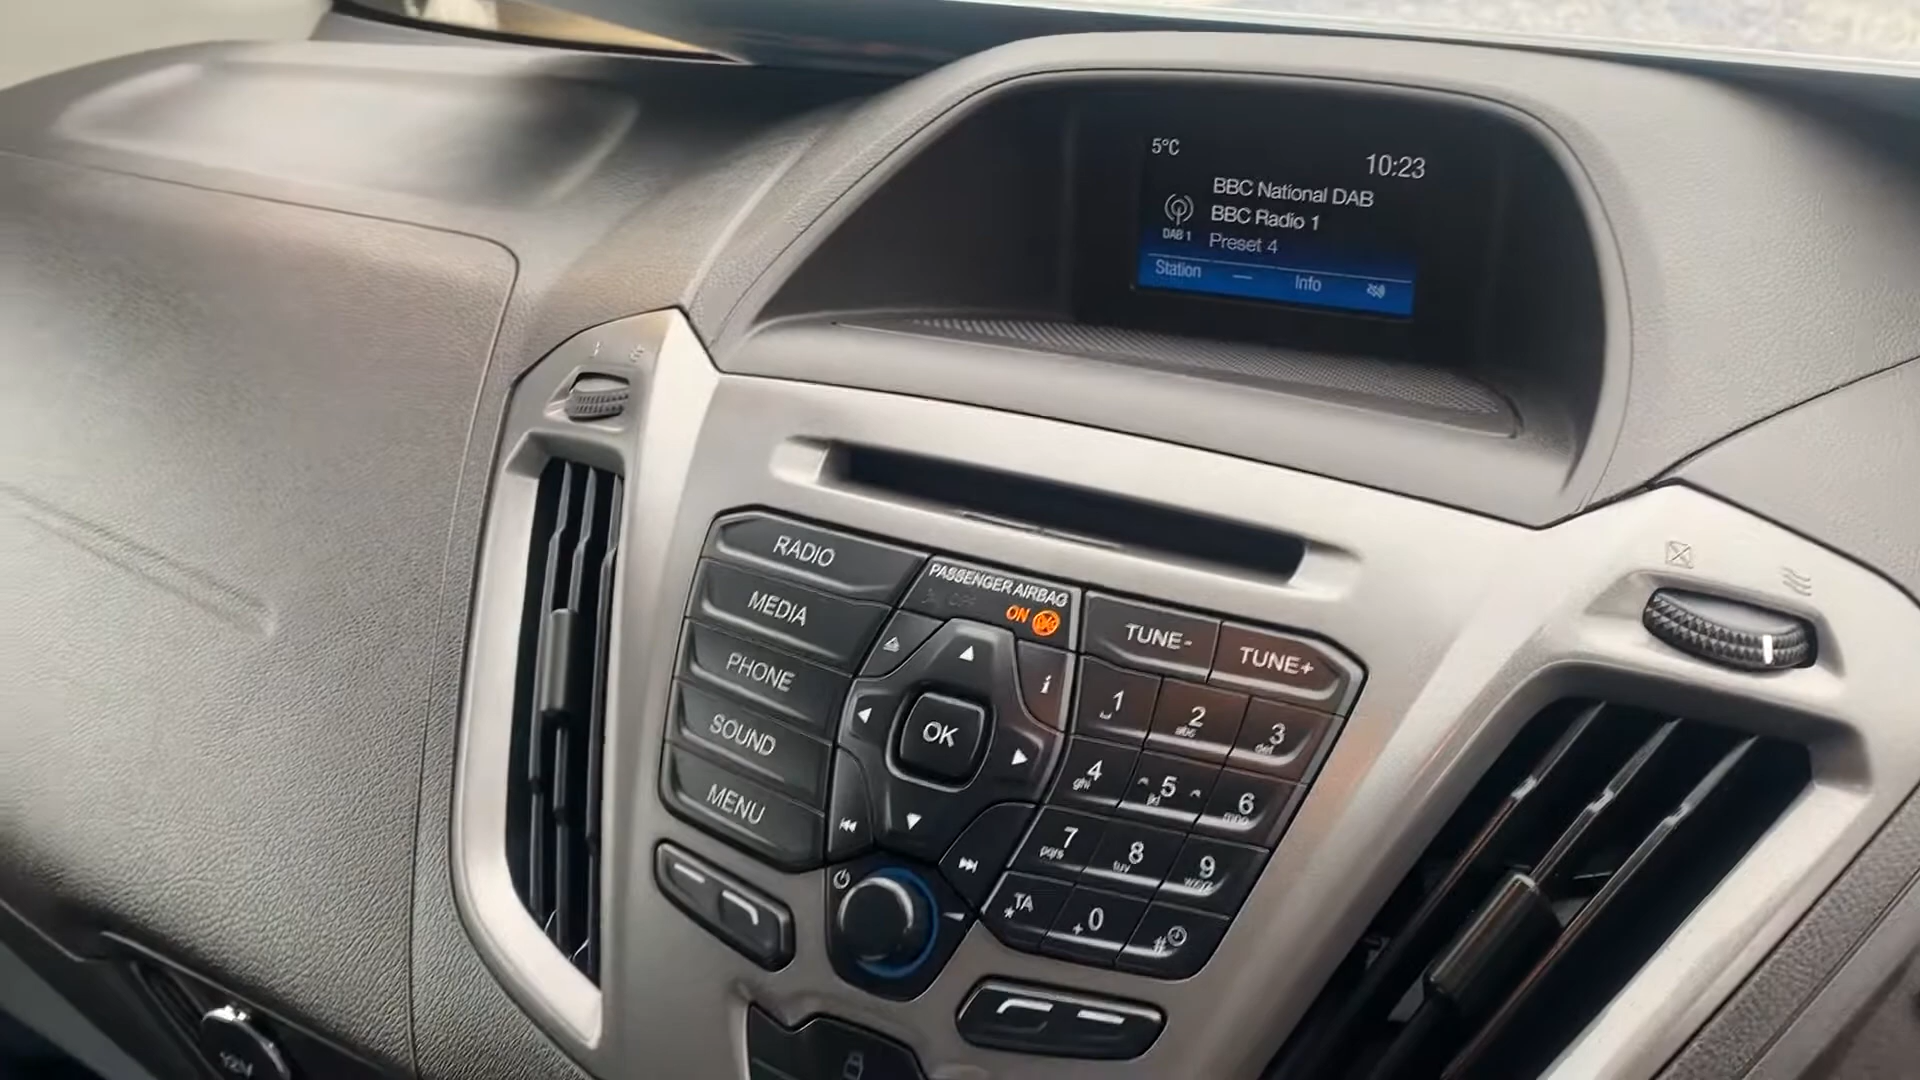 5°C
10:23
BBC National DAB
BBC Radio 1
DAB 1
Preset 4
Station
Info
RADIO
MEDIA
PHONE
SOUND
MENU
PASSENGER AIRBAG
OFF
ON
i
OK
TUNE-
TUNE+
1
2
abc
3
def
4
ghi
5
jkl
6
mno
7
pqrs
8
tuv
9
wxyz
*TA
+0
#
12V